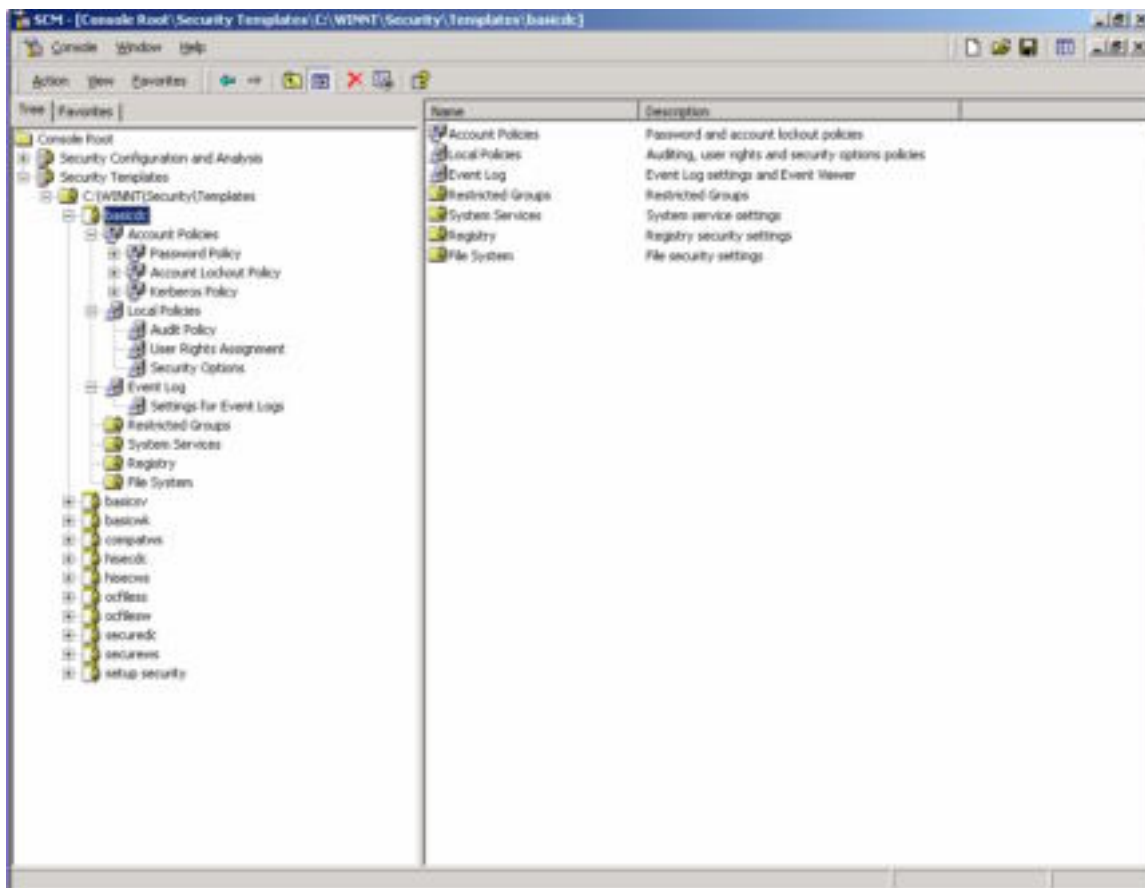 SCM - [Console Root\Security Templates\C:\WINNT\Security\Templates\basicdc]
Console Window Help
Action View Favorites
Tree Favorites
Name Description
Console Root
Security Configuration and Analysis
Security Templates
C:\WINNT\Security\Templates
basicdc
Account Policies
Password Policy
Account Lockout Policy
Kerberos Policy
Local Policies
Audit Policy
User Rights Assignment
Security Options
Event Log
Settings for Event Logs
Restricted Groups
System Services
Registry
File System
basicsv
basicwk
compatws
hisecdc
hisecws
ocfiless
ocfilesw
securedc
securews
setup security
Account Policies Password and account lockout policies
Local Policies Auditing, user rights and security options policies
Event Log Event Log settings and Event Viewer
Restricted Groups Restricted Groups
System Services System service settings
Registry Registry security settings
File System File security settings